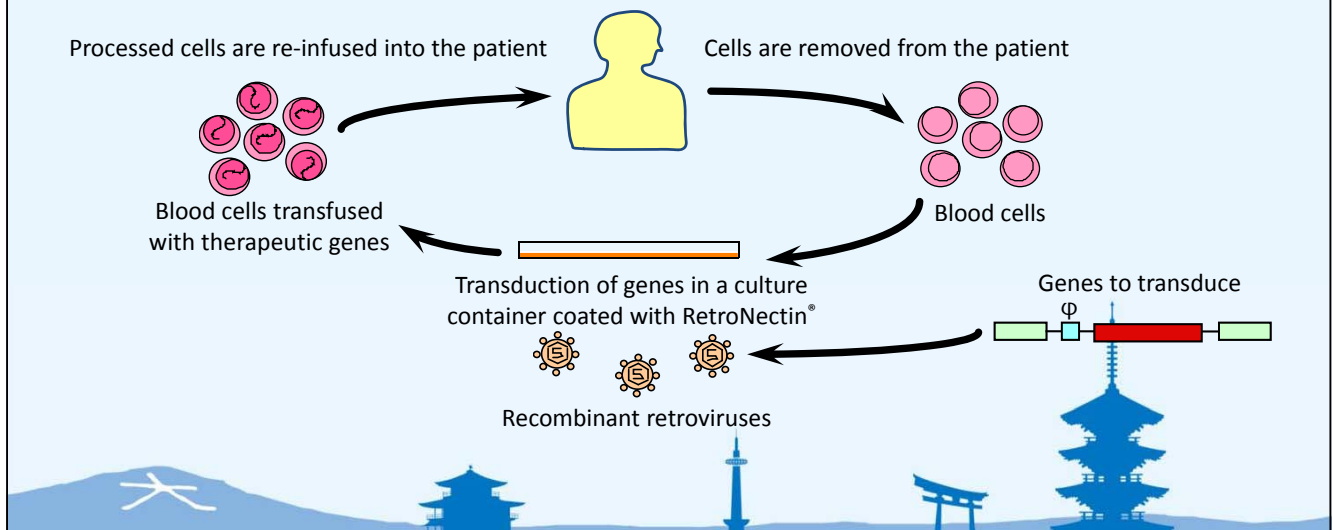 Processed cells are re-infused into the patient
Cells are removed from the patient
Blood cells transfused
with therapeutic genes
Blood cells
Transduction of genes in a culture
container coated with RetroNectin®
Genes to transduce
φ
Recombinant retroviruses
大